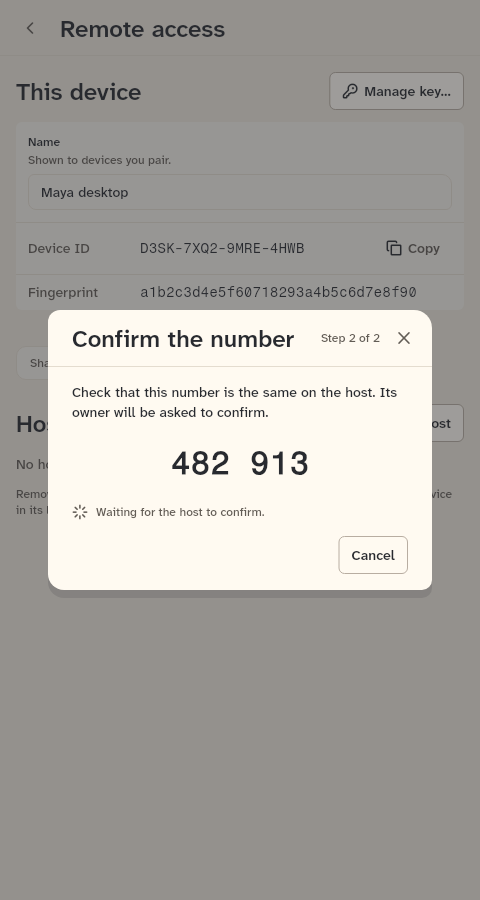 Remote access
This device
Manage key...
Name
Shown to devices you pair.
Maya desktop
Device ID D3SK-7XQ2-9MRE-4HWB Copy
Fingerprint a1b2c3d4e5f60718293a4b5c6d7e8f90
Confirm the number Step 2 of 2
Check that this number is the same on the host. Its
owner will be asked to confirm.
482 913
Waiting for the host to confirm.
Cancel
in its